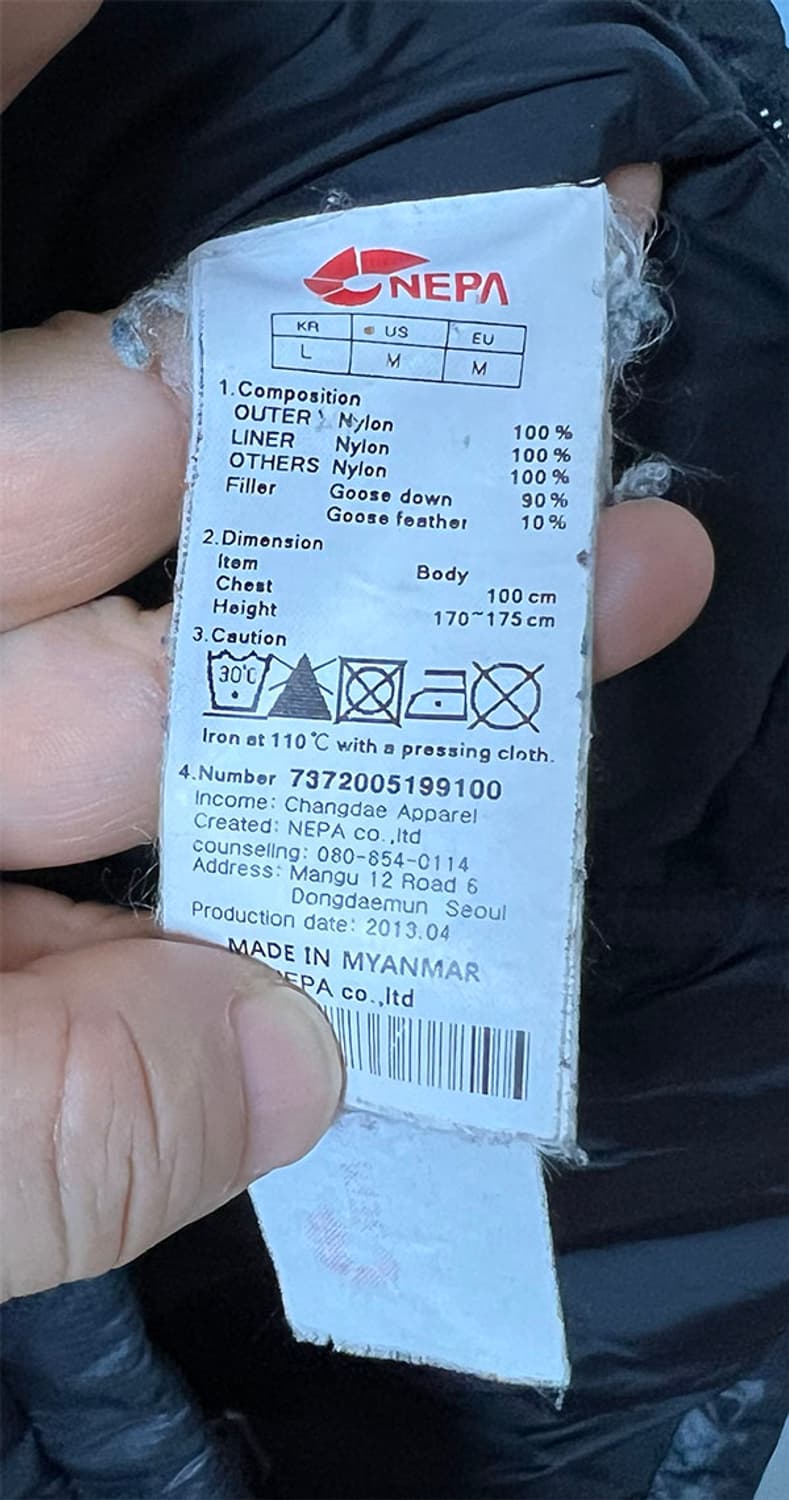 NEPA
KR US EU
L M M
1.Composition
OUTER Nylon 100%
LINER Nylon 100%
OTHERS Nylon 100%
Filler Goose down 90%
Goose feather 10%
2.Dimension
Item Body
Chest 100 cm
Height 170~175 cm
3.Caution
30℃
Iron at 110℃ with a pressing cloth.
4.Number 7372005199100
Income: Changdae Apparel
Created: NEPA co.,ltd
counseling: 080-854-0114
Address: Mangu 12 Road 6
Dongdaemun Seoul
Production date: 2013.04
MADE IN MYANMAR
NEPA co.,ltd